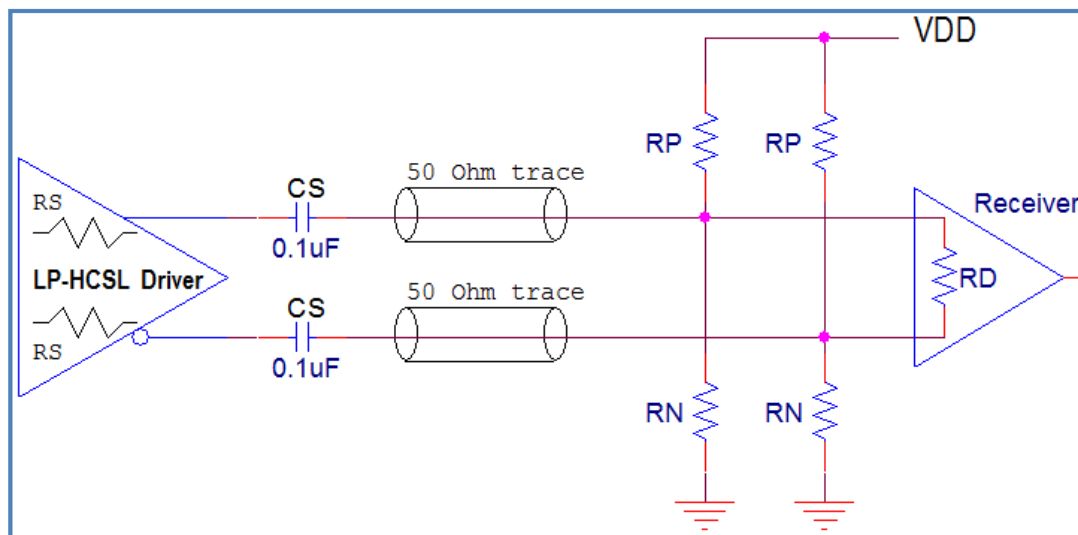 VDD
RP
RP
50 Ohm trace
CS
0.1uF
RS
Receiver
LP-HCSL Driver
RD
50 Ohm trace
CS
0.1uF
RS
RN
RN